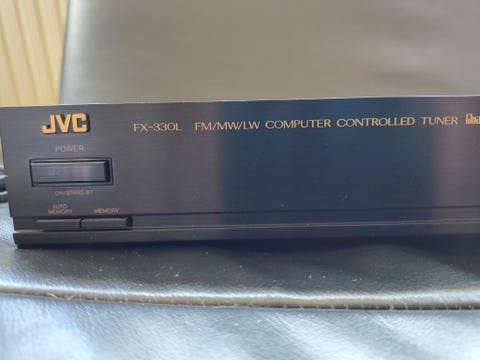 JVC
FX-330L FM/MW/LW COMPUTER CONTROLLED TUNER
POWER
ON/STAND BY
AUTO
MEMORY
MEMORY